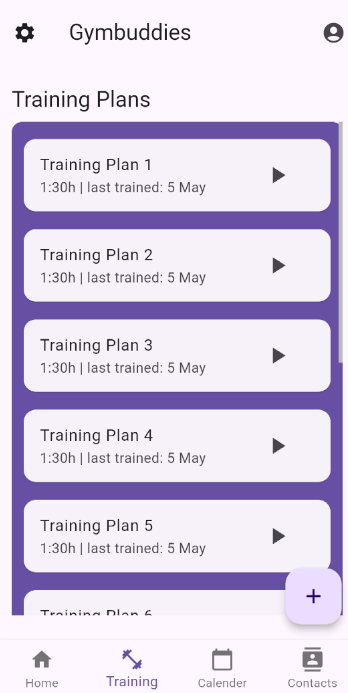 Gymbuddies
Training Plans
Training Plan 1
1:30h | last trained: 5 May
Training Plan 2
1:30h | last trained: 5 May
Training Plan 3
1:30h | last trained: 5 May
Training Plan 4
1:30h | last trained: 5 May
Training Plan 5
1:30h | last trained: 5 May
Training Plan 6
+
Home
Training
Calender
Contacts